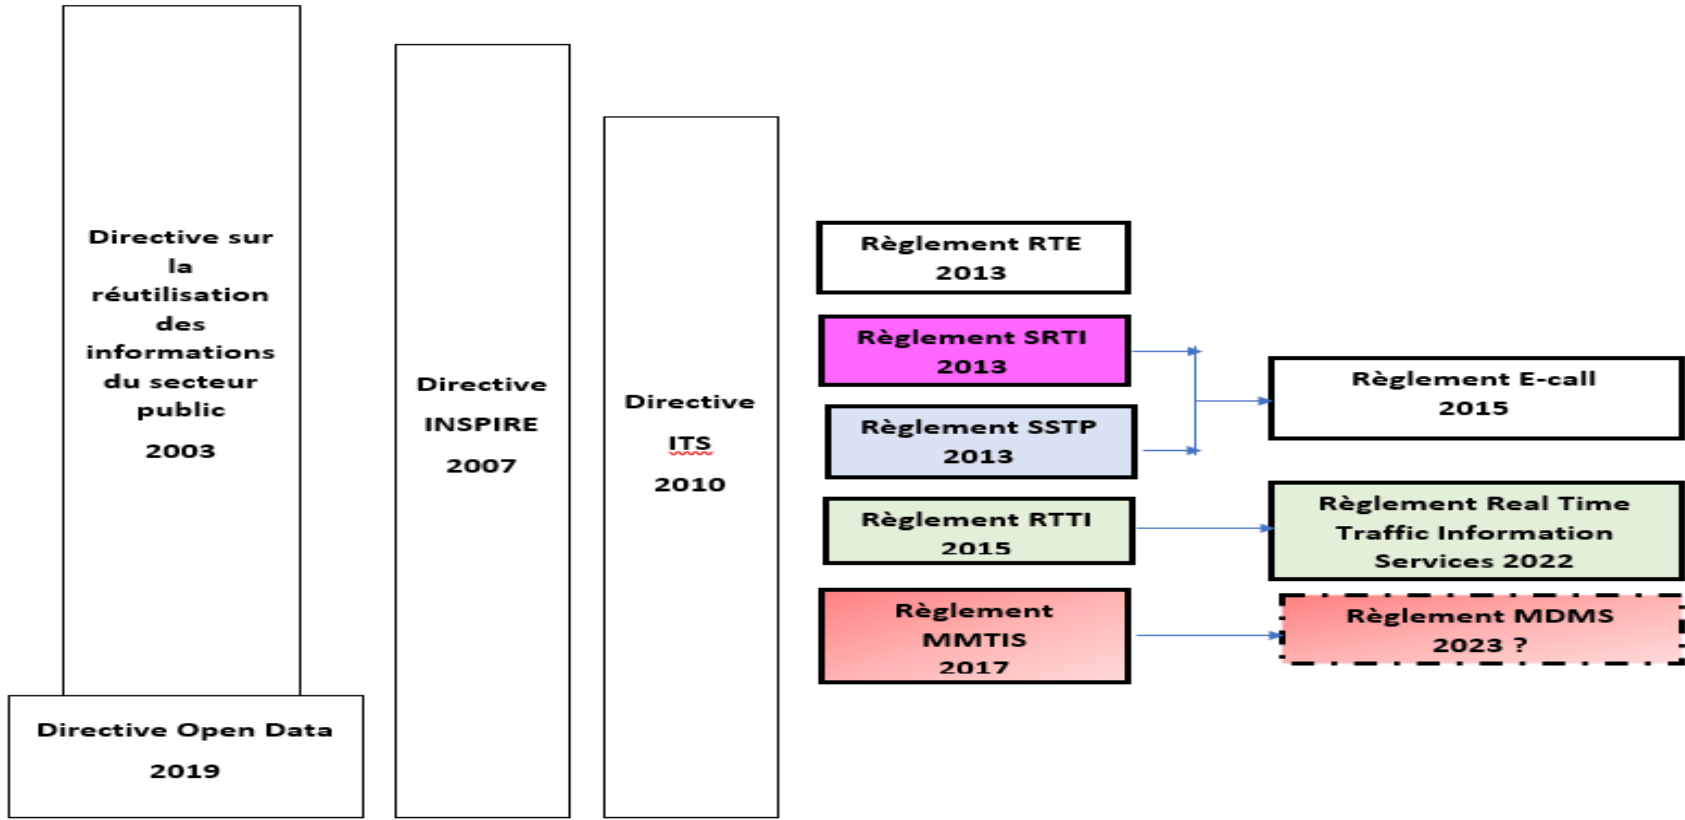 Directive sur
la
réutilisation
des
informations
du secteur
public
2003
Directive Open Data
2019
Directive
INSPIRE
2007
Directive
ITS
2010
Règlement RTE
2013
Règlement SRTI
2013
Règlement SSTP
2013
Règlement RTTI
2015
Règlement
MMTIS
2017
Règlement E-call
2015
Règlement Real Time
Traffic Information
Services 2022
Règlement MDMS
2023 ?